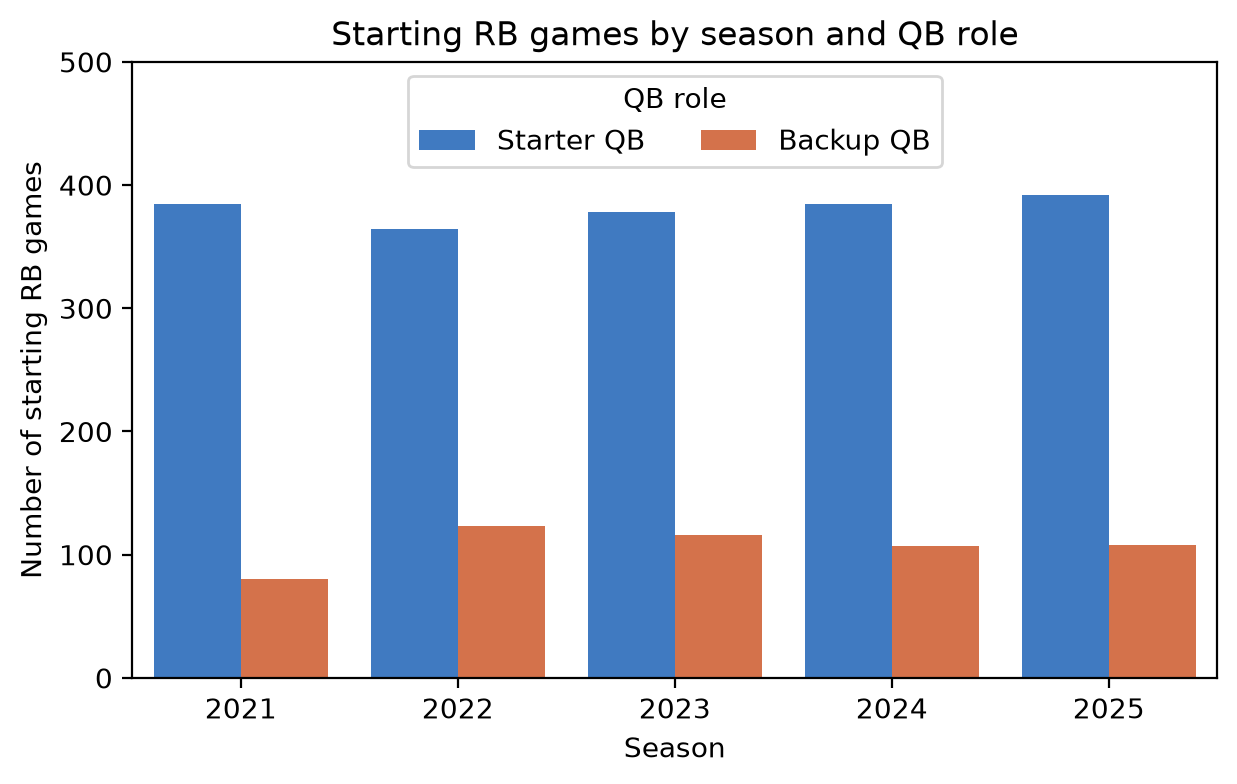 Starting RB games by season and QB role
QB role
Starter QB
Backup QB
Number of starting RB games
500
400
300
200
100
0
2021
2022
2023
2024
2025
Season